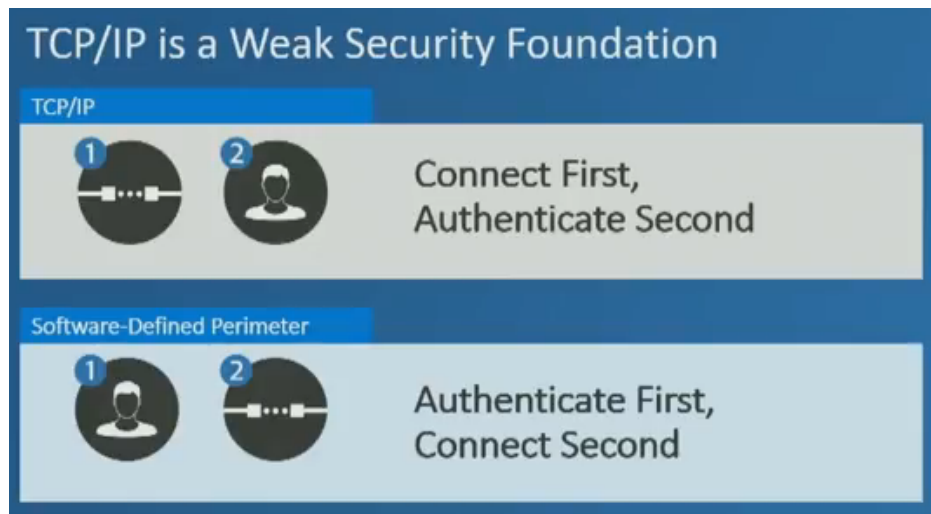 TCP/IP is a Weak Security Foundation
TCP/IP
1
2
Connect First,
Authenticate Second
Software-Defined Perimeter
1
2
Authenticate First,
Connect Second